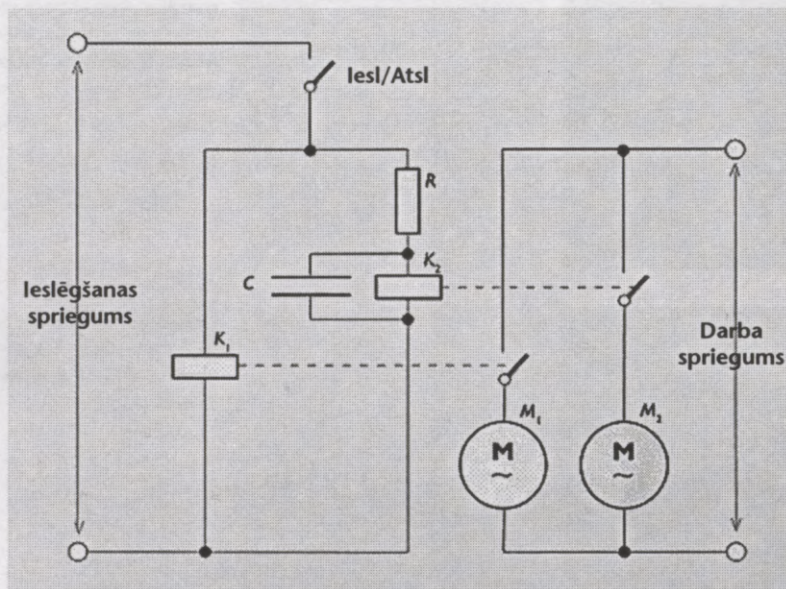 Iesl/Atsl
R
C
K₂
Ieslēgšanas
spriegums
K₁
Darba
spriegums
M₁
M₂
M
~
M
~